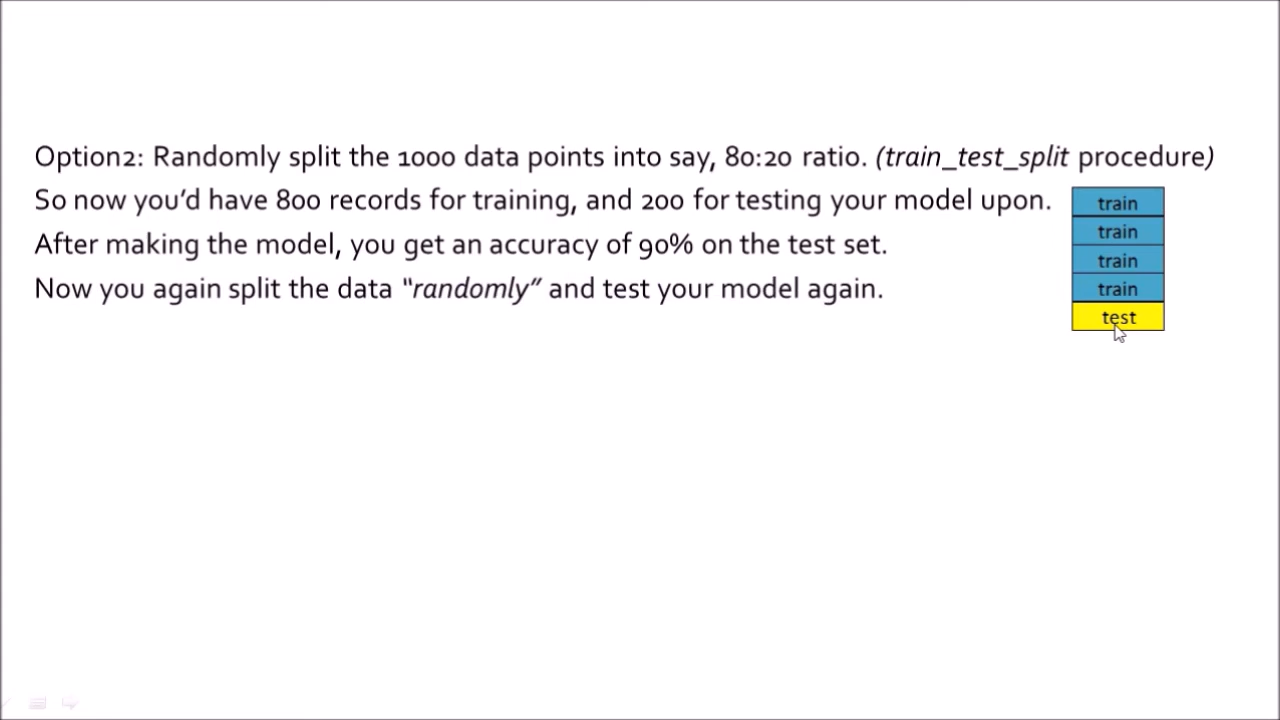 Option2: Randomly split the 1000 data points into say, 80:20 ratio. (train_test_split procedure)
So now you’d have 800 records for training, and 200 for testing your model upon.
After making the model, you get an accuracy of 90% on the test set.
Now you again split the data “randomly” and test your model again.
train
train
train
train
test